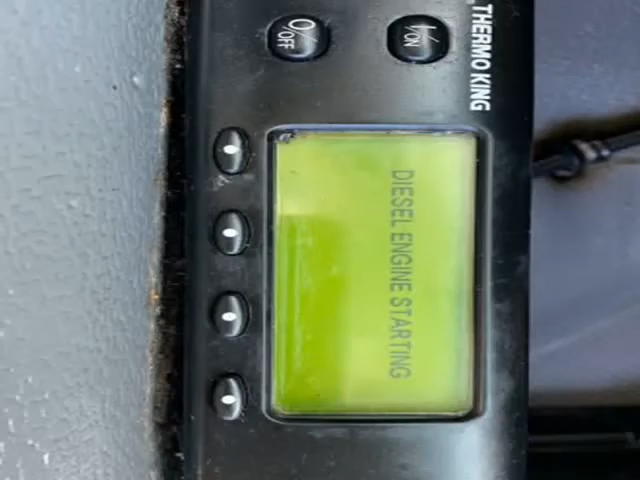 THERMO KING
I/ON
O/OFF
DIESEL ENGINE STARTING